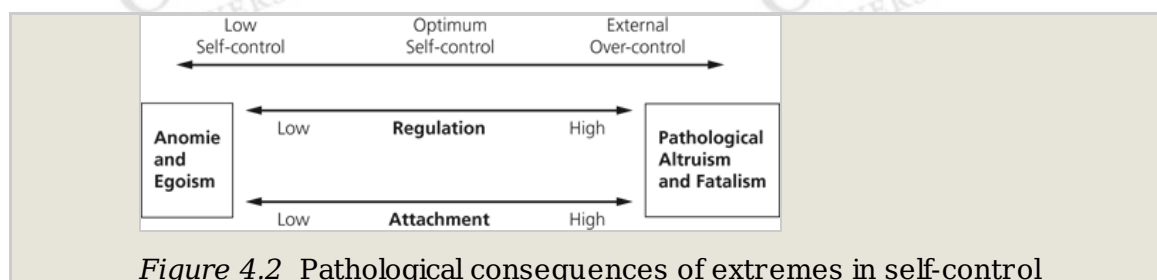 Low Optimum External
Self-control Self-control Over-control
Low Regulation High
Anomie
and
Egoism
Pathological
Altruism
and Fatalism
Low Attachment High
Figure 4.2 Pathological consequences of extremes in self-control